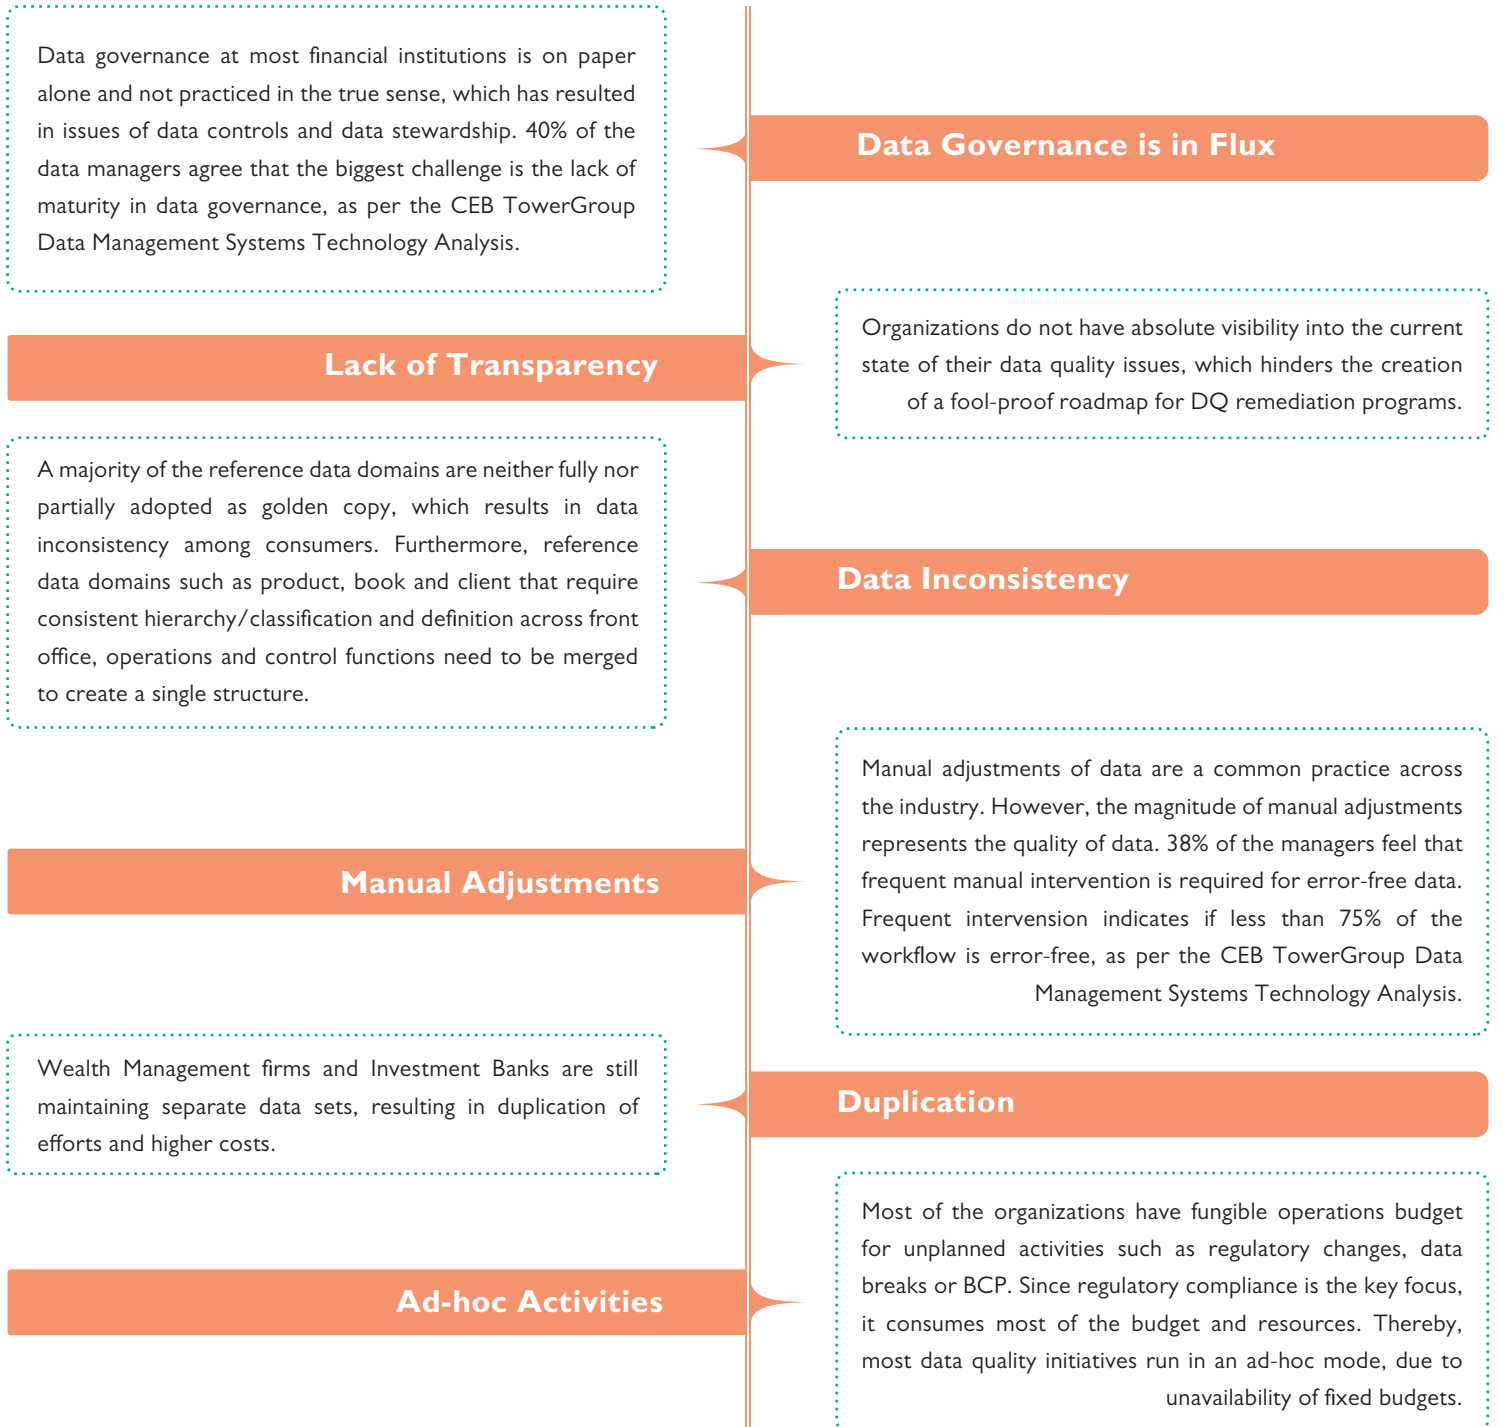 Data governance at most financial institutions is on paper
alone and not practiced in the true sense, which has resulted
in issues of data controls and data stewardship. 40% of the
data managers agree that the biggest challenge is the lack of
maturity in data governance, as per the CEB TowerGroup
Data Management Systems Technology Analysis.
Data Governance is in Flux
Lack of Transparency
Organizations do not have absolute visibility into the current
state of their data quality issues, which hinders the creation
of a fool-proof roadmap for DQ remediation programs.
A majority of the reference data domains are neither fully nor
partially adopted as golden copy, which results in data
inconsistency among consumers. Furthermore, reference
data domains such as product, book and client that require
consistent hierarchy/classification and definition across front
office, operations and control functions need to be merged
to create a single structure.
Data Inconsistency
Manual Adjustments
Manual adjustments of data are a common practice across
the industry. However, the magnitude of manual adjustments
represents the quality of data. 38% of the managers feel that
frequent manual intervention is required for error-free data.
Frequent intervension indicates if less than 75% of the
workflow is error-free, as per the CEB TowerGroup Data
Management Systems Technology Analysis.
Wealth Management firms and Investment Banks are still
maintaining separate data sets, resulting in duplication of
efforts and higher costs.
Duplication
Ad-hoc Activities
Most of the organizations have fungible operations budget
for unplanned activities such as regulatory changes, data
breaks or BCP. Since regulatory compliance is the key focus,
it consumes most of the budget and resources. Thereby,
most data quality initiatives run in an ad-hoc mode, due to
unavailability of fixed budgets.